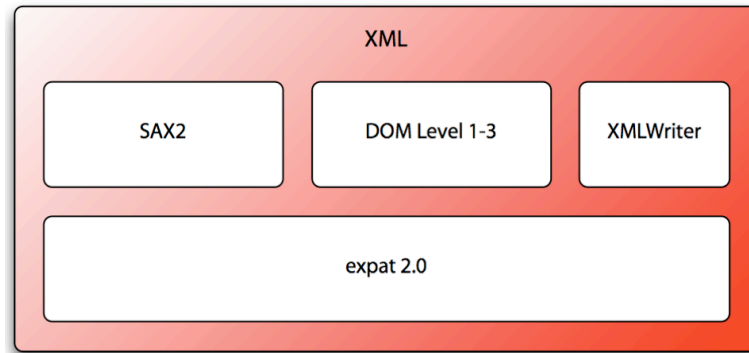 XML
SAX2
DOM Level 1-3
XMLWriter
expat 2.0